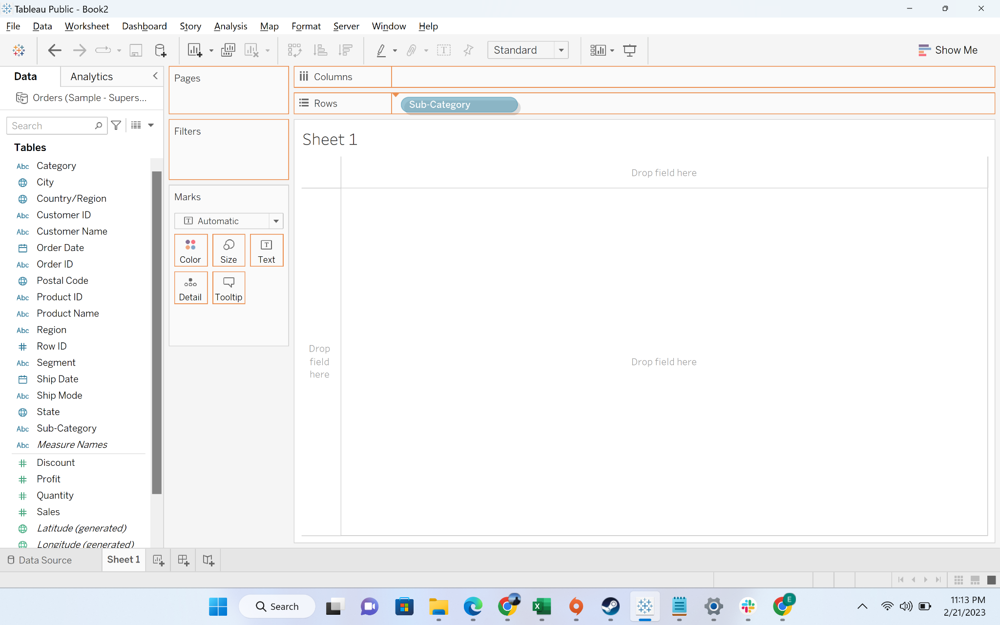 Tableau Public - Book2
File Data Worksheet Dashboard Story Analysis Map Format Server Window Help
Standard
Show Me
Data
Analytics
Orders (Sample - Supers...
Search
Tables
Abc Category
City
Country/Region
Abc Customer ID
Abc Customer Name
Order Date
Abc Order ID
Postal Code
Abc Product ID
Abc Product Name
Abc Region
Row ID
Abc Segment
Ship Date
Abc Ship Mode
State
Abc Sub-Category
Abc Measure Names
Discount
Profit
Quantity
Sales
Latitude (generated)
Longitude (generated)
Pages
Filters
Marks
T Automatic
Color
Size
T
Text
Detail
Tooltip
Columns
Rows
Sub-Category
Sheet 1
Drop field here
Drop
field
here
Drop field here
Data Source
Sheet 1
Search
X
E
11:13 PM
2/21/2023